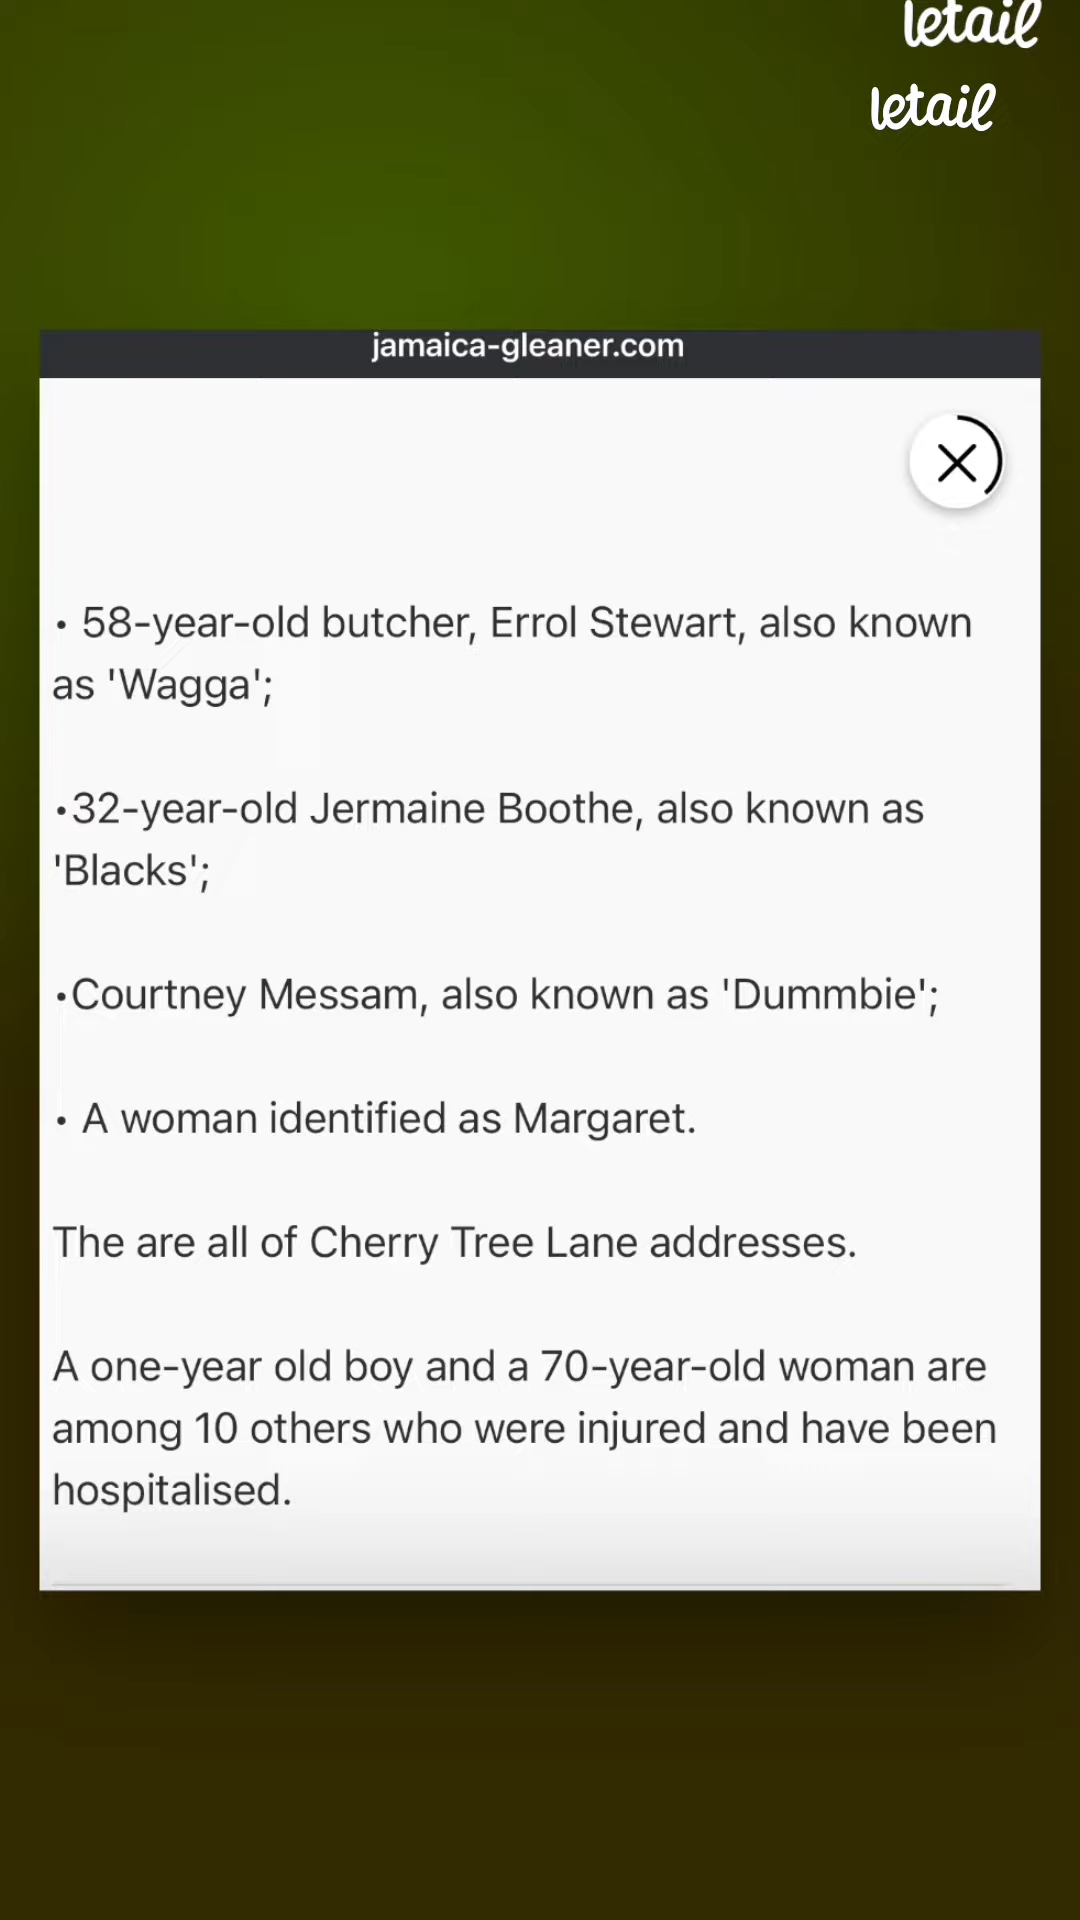 letail
letail
jamaica-gleaner.com
• 58-year-old butcher, Errol Stewart, also known
as 'Wagga';
•32-year-old Jermaine Boothe, also known as
'Blacks';
•Courtney Messam, also known as 'Dummbie';
• A woman identified as Margaret.
The are all of Cherry Tree Lane addresses.
A one-year old boy and a 70-year-old woman are
among 10 others who were injured and have been
hospitalised.